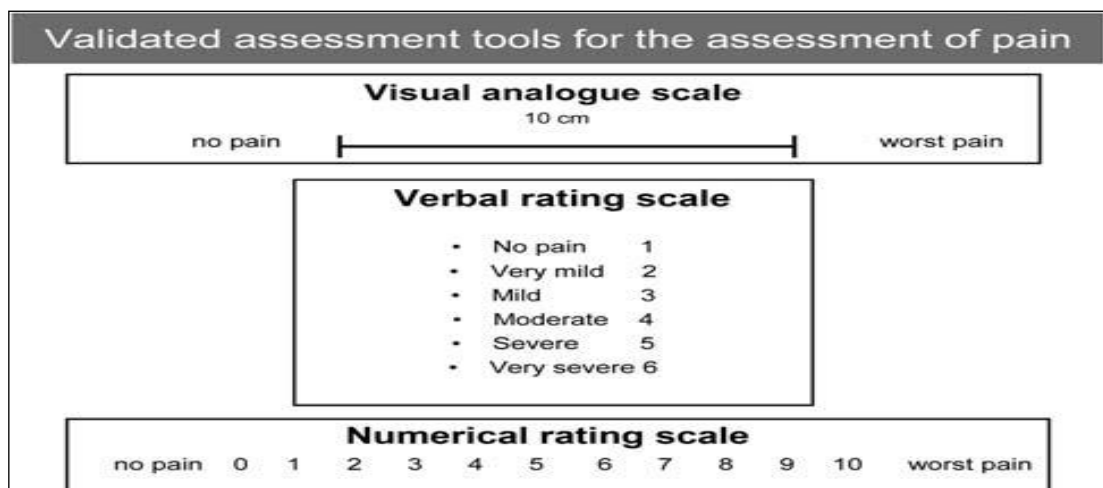 Validated assessment tools for the assessment of pain
Visual analogue scale
10 cm
no pain worst pain
Verbal rating scale
• No pain 1
• Very mild 2
• Mild 3
• Moderate 4
• Severe 5
• Very severe 6
Numerical rating scale
no pain 0 1 2 3 4 5 6 7 8 9 10 worst pain